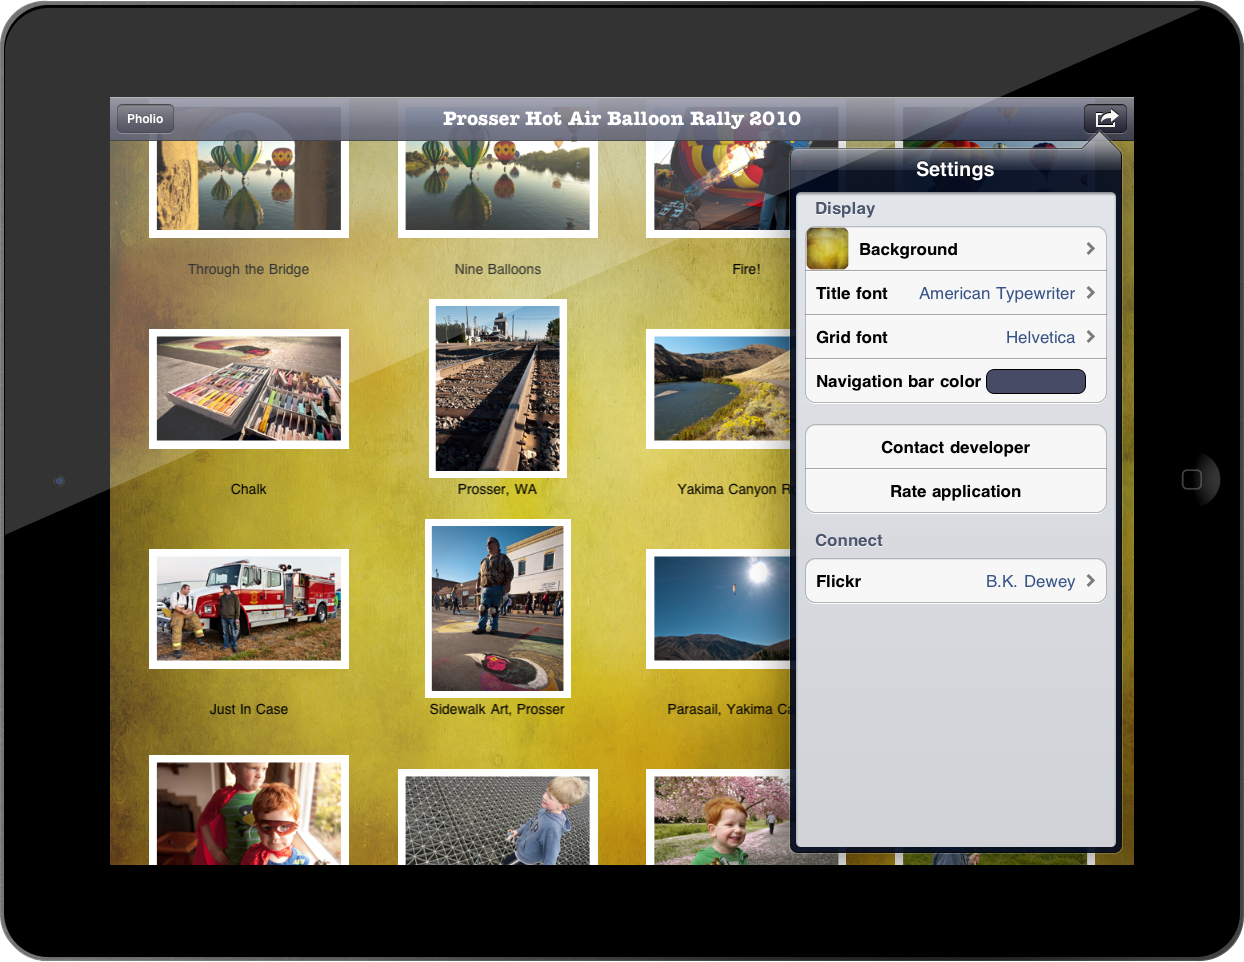 Pholio
Prosser Hot Air Balloon Rally 2010
Settings
Display
Background
Title font American Typewriter
Grid font Helvetica
Navigation bar color
Contact developer
Rate application
Connect
Flickr B.K. Dewey
Through the Bridge
Nine Balloons
Fire!
Chalk
Prosser, WA
Yakima Canyon R
Just In Case
Sidewalk Art, Prosser
Parasail, Yakima Ca